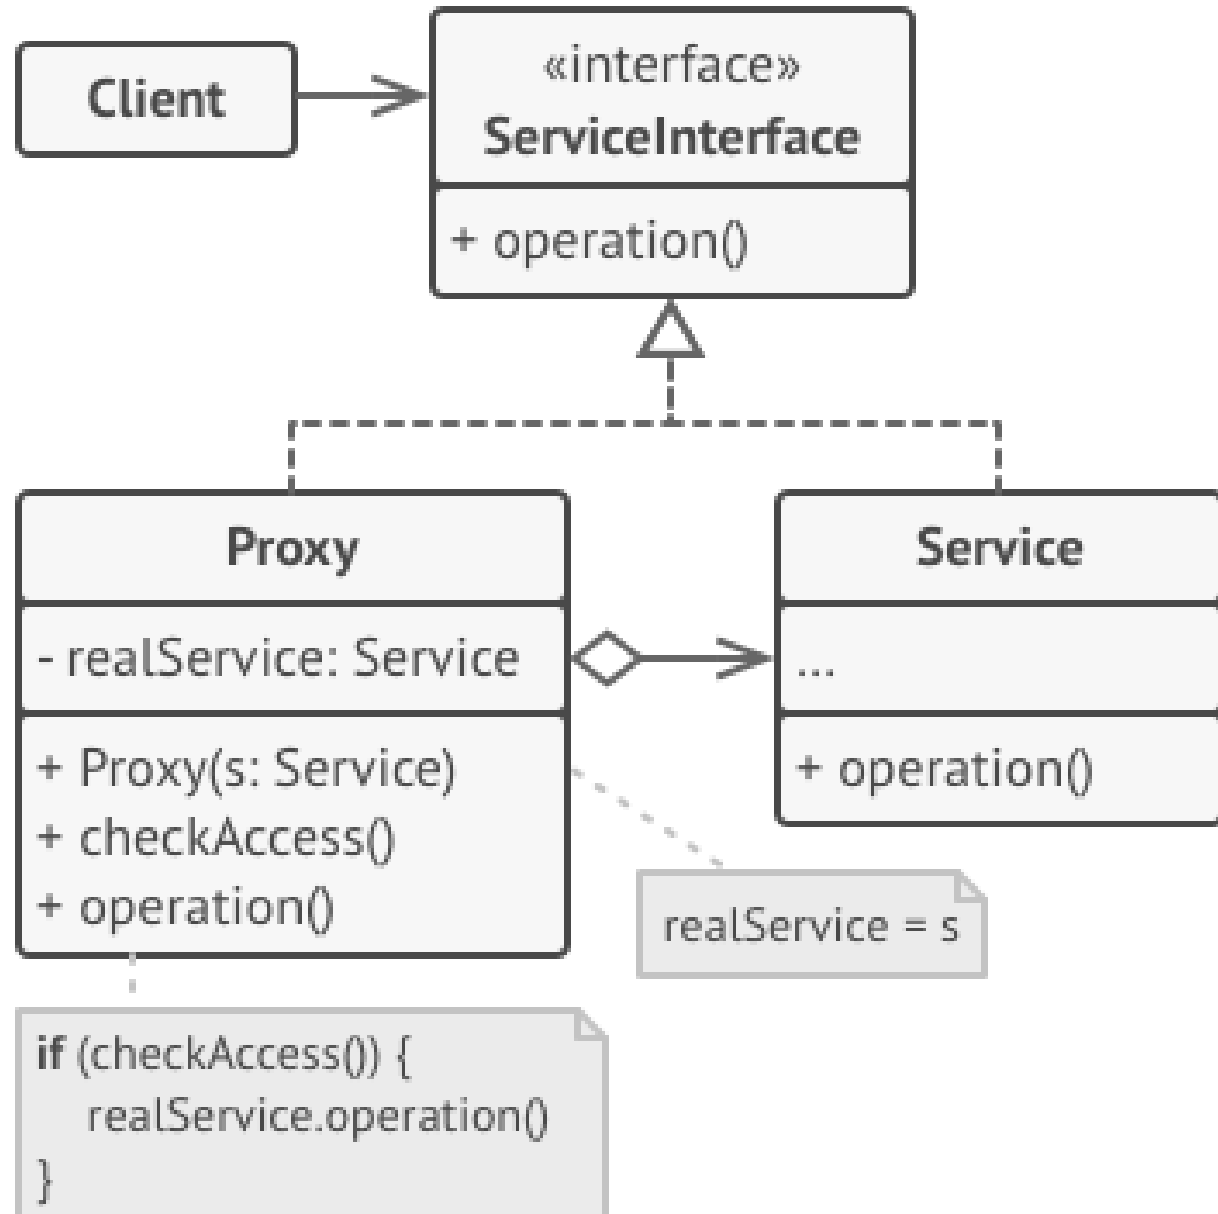 Client
«interface»
ServiceInterface
+ operation()
Proxy
- realService: Service
+ Proxy(s: Service)
+ checkAccess()
+ operation()
Service
...
+ operation()
realService = s
if (checkAccess()) {
realService.operation()
}